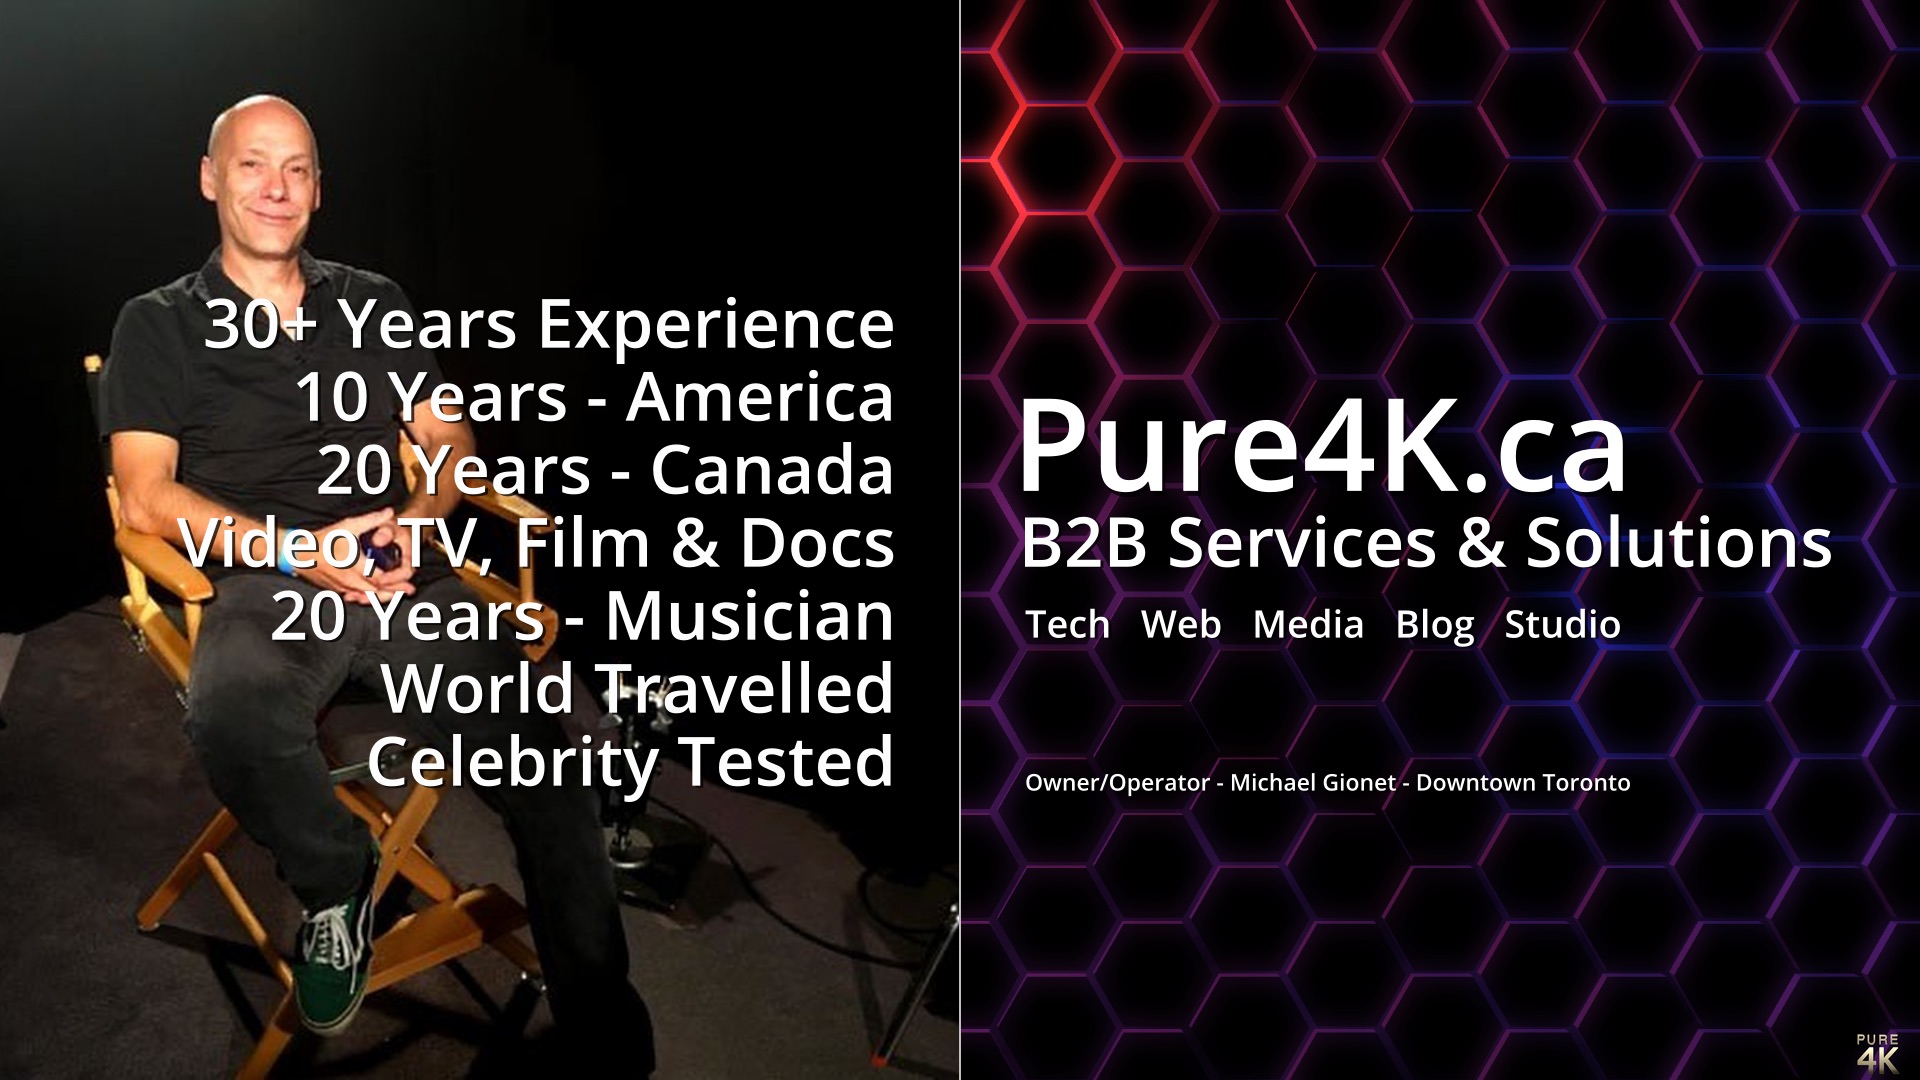 30+ Years Experience
10 Years - America
20 Years - Canada
Video, TV, Film & Docs
20 Years - Musician
World Travelled
Celebrity Tested
Pure4K.ca
B2B Services & Solutions
Tech Web Media Blog Studio
Owner/Operator - Michael Gionet - Downtown Toronto
PURE
4K